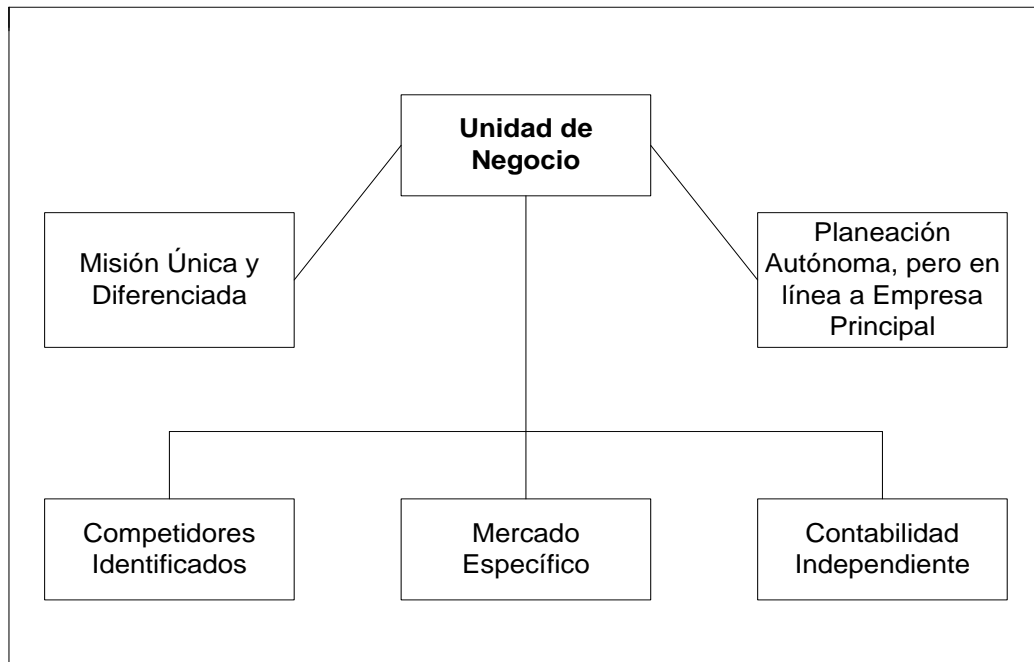 Unidad de
Negocio
Misión Única y
Diferenciada
Planeación
Autónoma, pero en
línea a Empresa
Principal
Competidores
Identificados
Mercado
Específico
Contabilidad
Independiente